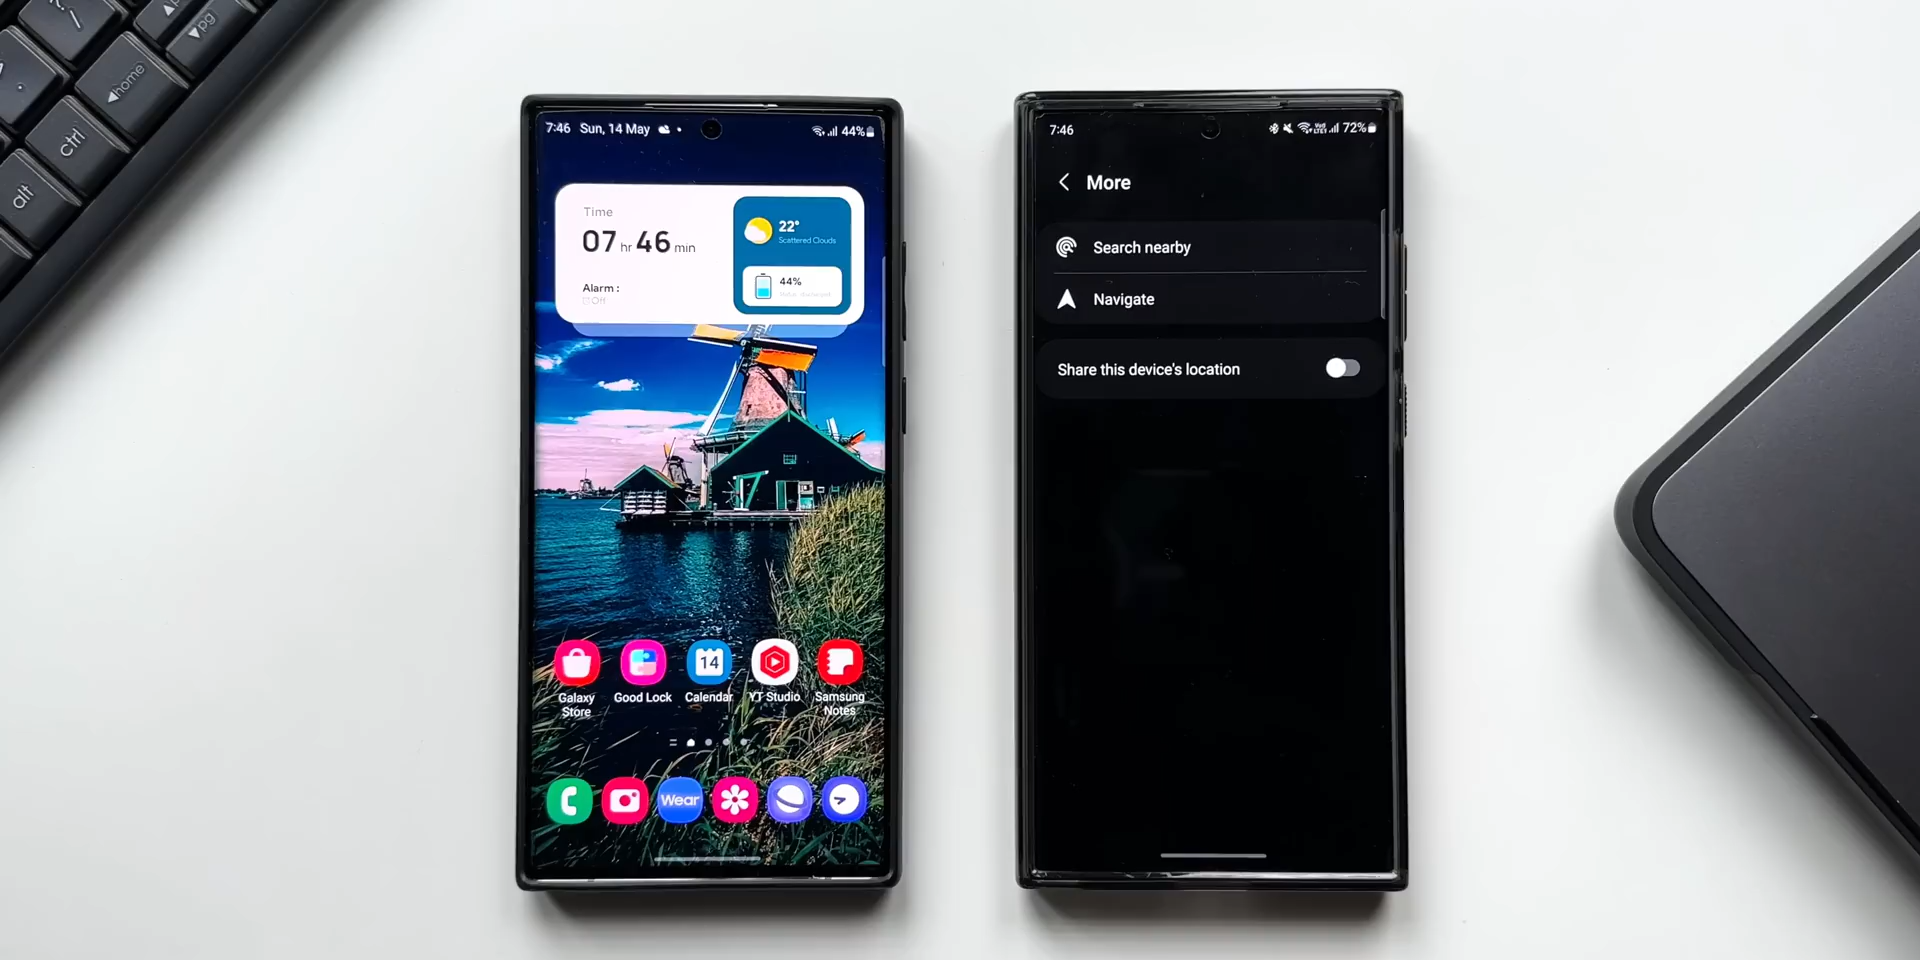 pg
home
ctrl
alt
7:46 Sun, 14 May
44%
Time
07 hr 46 min
Alarm :
Off
22°
Scattered Clouds
44%
Galaxy Store
Good Lock
Calendar
14
YT Studio
Samsung Notes
Wear
7:46
72%
More
Search nearby
Navigate
Share this device's location